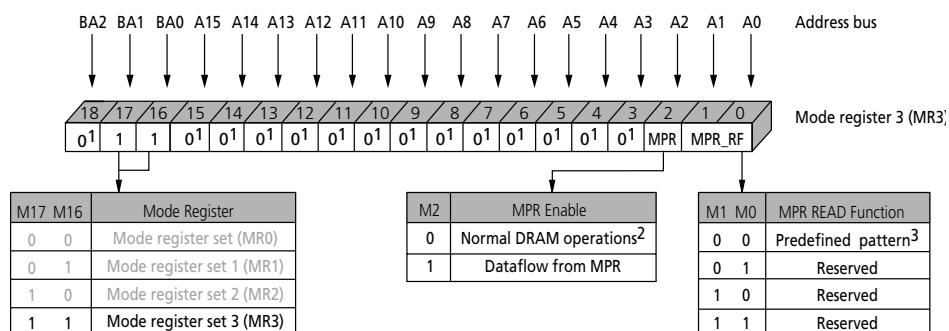 BA2 BA1 BA0 A15 A14 A13 A12 A11 A10 A9 A8 A7 A6 A5 A4 A3 A2 A1 A0 Address bus
18 17 16 15 14 13 12 11 10 9 8 7 6 5 4 3 2 1 0
Mode register 3 (MR3)
0¹ 1 1 0¹ 0¹ 0¹ 0¹ 0¹ 0¹ 0¹ 0¹ 0¹ 0¹ 0¹ 0¹ 0¹ MPR MPR_RF
M17 M16 Mode Register
0 0 Mode register set (MR0)
0 1 Mode register set 1 (MR1)
1 0 Mode register set 2 (MR2)
1 1 Mode register set 3 (MR3)
M2 MPR Enable
0 Normal DRAM operations²
1 Dataflow from MPR
M1 M0 MPR READ Function
0 0 Predefined pattern³
0 1 Reserved
1 0 Reserved
1 1 Reserved